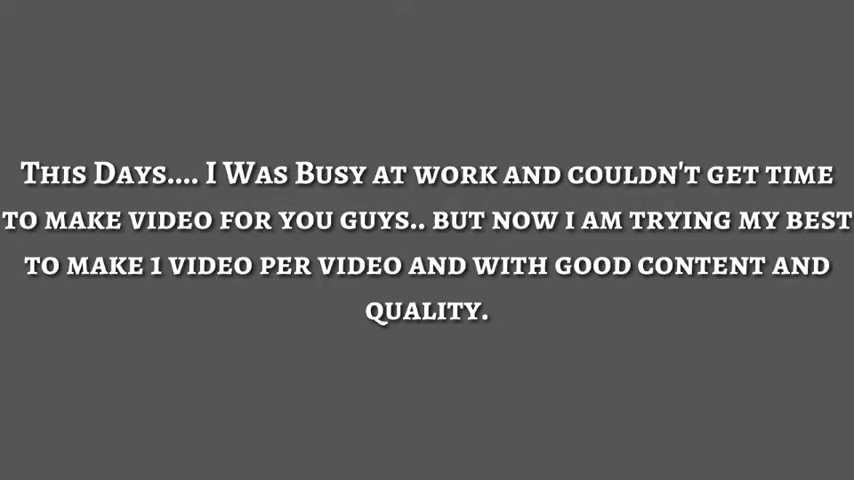 This Days.... I Was Busy at work and couldn't get time
to make video for you guys.. but now i am trying my best
to make 1 video per video and with good content and
quality.